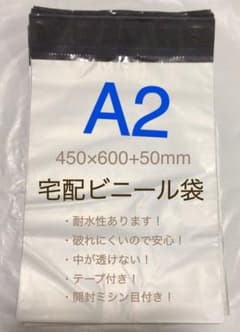 A2
450×600+50mm
宅配ビニール袋
・耐水性あります！
・破れにくいので安心！
・中が透けない！
・テープ付き！
・開封ミシン目付き！